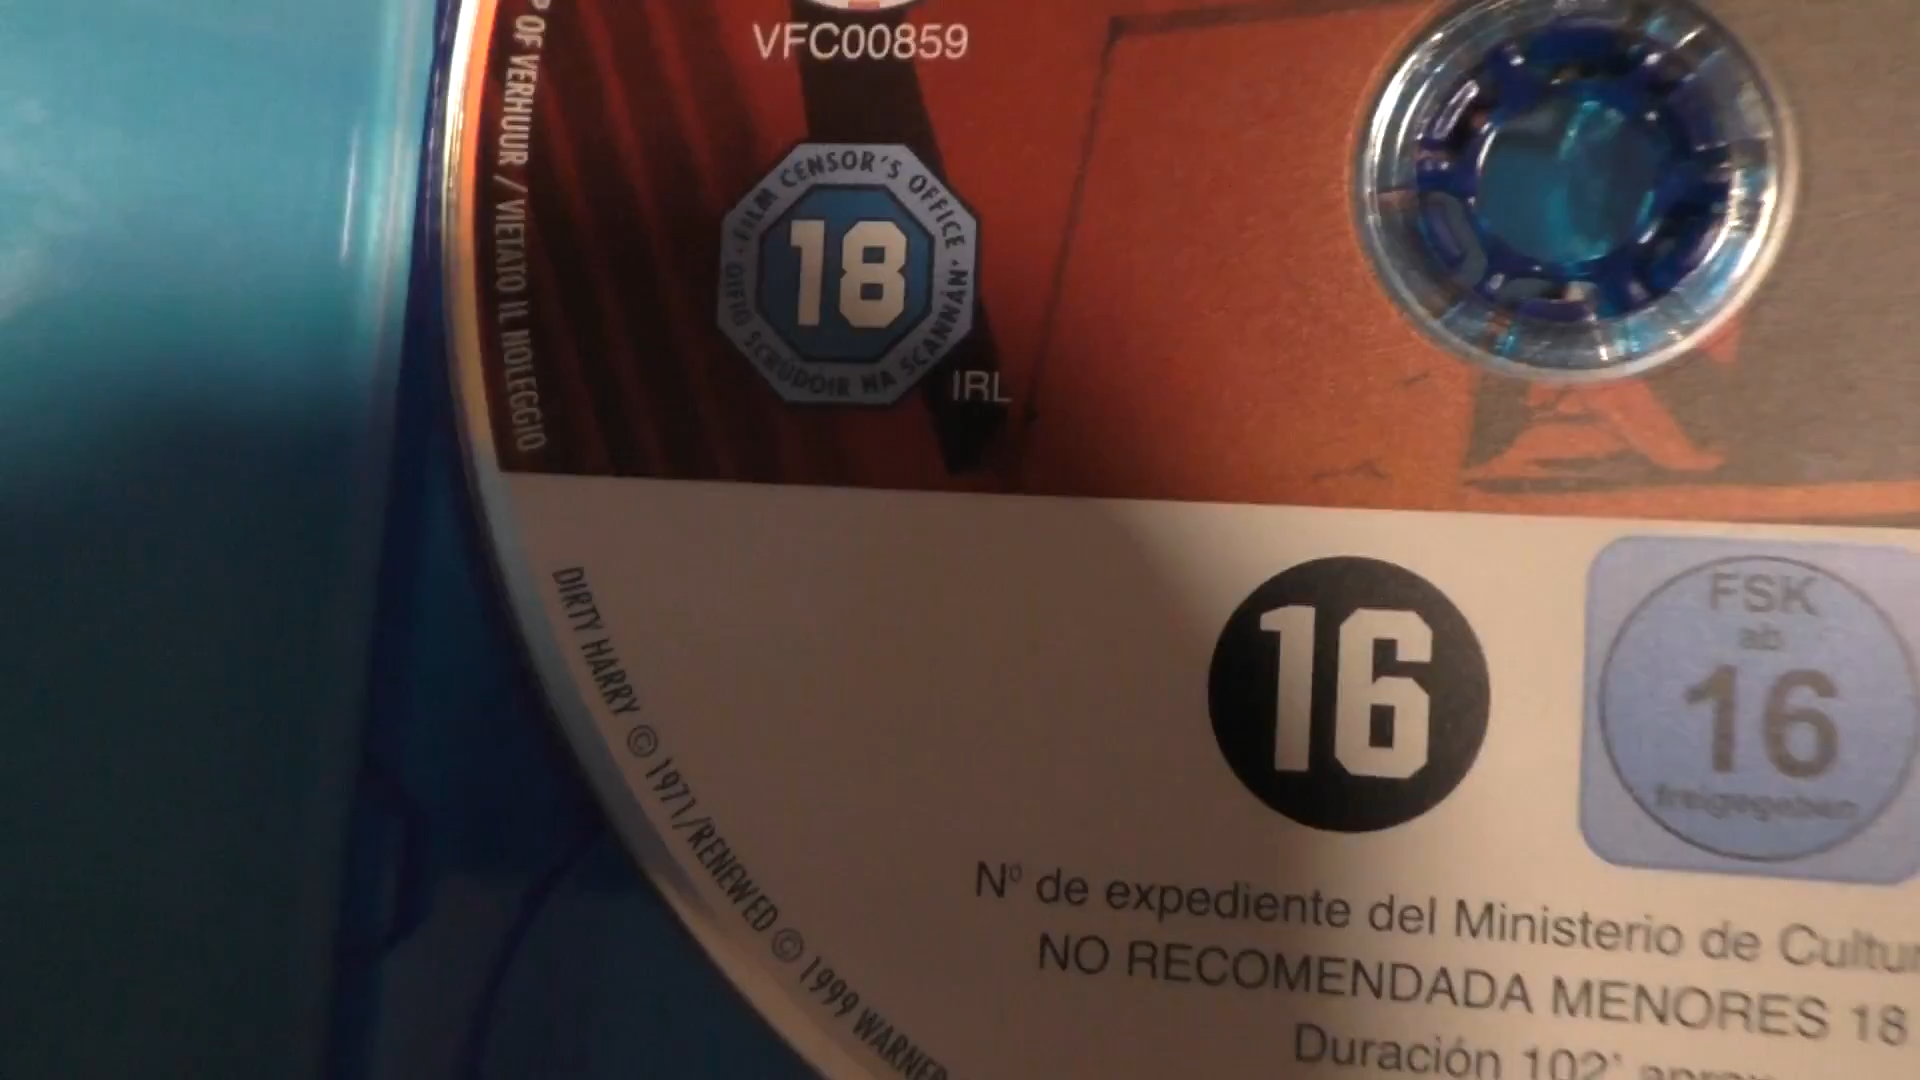 VFC00859
OF VERHUUR / VIETATO IL NOLEGGIO
· FILM CENSOR'S OFFICE ·
OIFIG SCRÚDÓIR NA SCANNÁN
18
IRL
16
FSK
ab
16
freigegeben
DIRTY HARRY © 1971/RENEWED © 1999 WARNER
Nº de expediente del Ministerio de Cultur
NO RECOMENDADA MENORES 18
Duración 102'